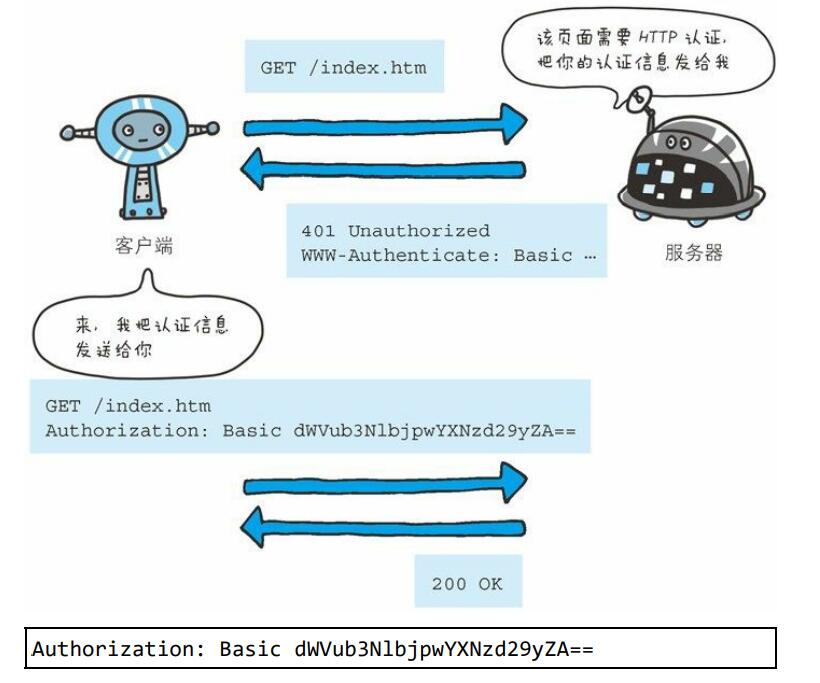 GET /index.htm
该页面需要 HTTP 认证,
把你的认证信息发给我
401 Unauthorized
WWW-Authenticate: Basic …
客户端
服务器
来, 我把认证信息
发送给你
GET /index.htm
Authorization: Basic dWVub3NlbjpwYXNzd29yZA==
200 OK
Authorization: Basic dWVub3NlbjpwYXNzd29yZA==